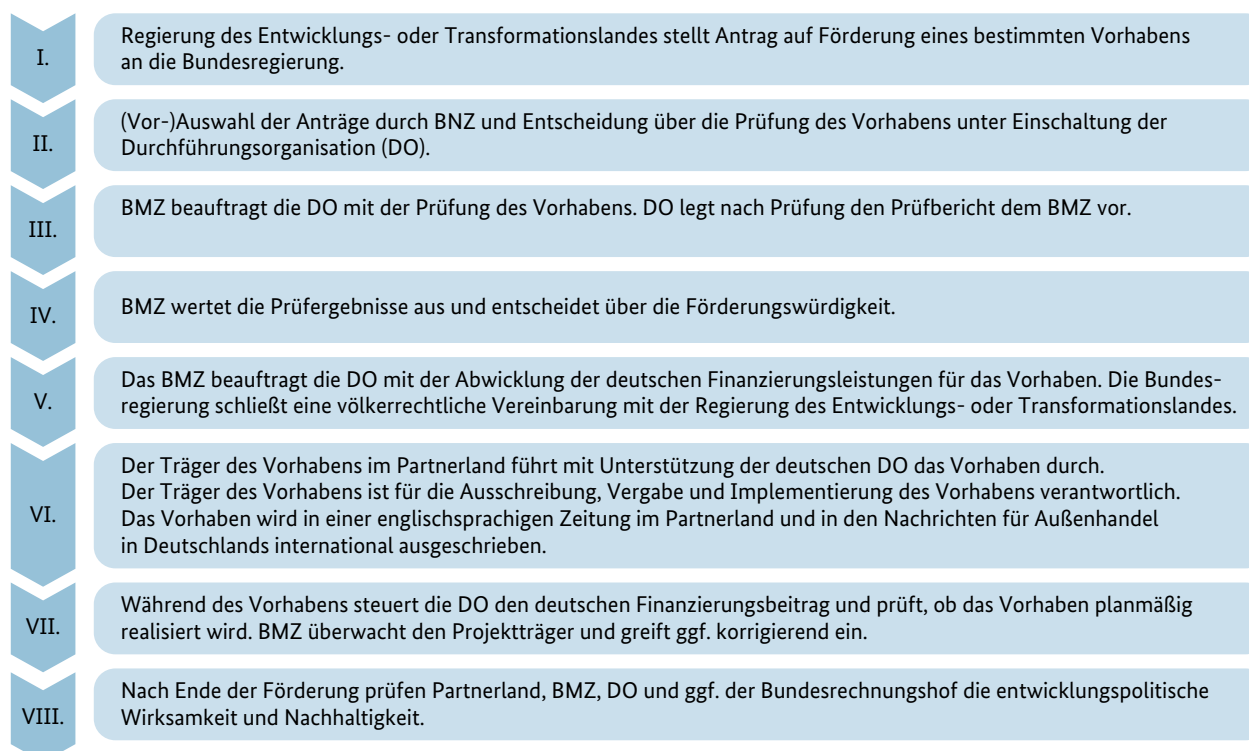 I.
Regierung des Entwicklungs- oder Transformationslandes stellt Antrag auf Förderung eines bestimmten Vorhabens
an die Bundesregierung.
II.
(Vor-)Auswahl der Anträge durch BNZ und Entscheidung über die Prüfung des Vorhabens unter Einschaltung der
Durchführungsorganisation (DO).
III.
BMZ beauftragt die DO mit der Prüfung des Vorhabens. DO legt nach Prüfung den Prüfbericht dem BMZ vor.
IV.
BMZ wertet die Prüfergebnisse aus und entscheidet über die Förderungswürdigkeit.
V.
Das BMZ beauftragt die DO mit der Abwicklung der deutschen Finanzierungsleistungen für das Vorhaben. Die Bundes-
regierung schließt eine völkerrechtliche Vereinbarung mit der Regierung des Entwicklungs- oder Transformationslandes.
VI.
Der Träger des Vorhabens im Partnerland führt mit Unterstützung der deutschen DO das Vorhaben durch.
Der Träger des Vorhabens ist für die Ausschreibung, Vergabe und Implementierung des Vorhabens verantwortlich.
Das Vorhaben wird in einer englischsprachigen Zeitung im Partnerland und in den Nachrichten für Außenhandel
in Deutschlands international ausgeschrieben.
VII.
Während des Vorhabens steuert die DO den deutschen Finanzierungsbeitrag und prüft, ob das Vorhaben planmäßig
realisiert wird. BMZ überwacht den Projektträger und greift ggf. korrigierend ein.
VIII.
Nach Ende der Förderung prüfen Partnerland, BMZ, DO und ggf. der Bundesrechnungshof die entwicklungspolitische
Wirksamkeit und Nachhaltigkeit.